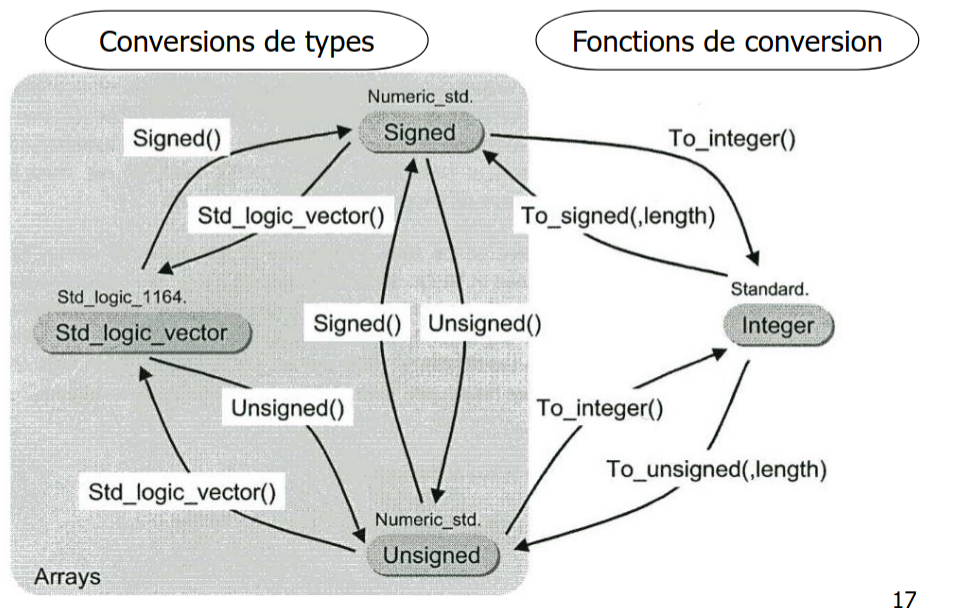 Conversions de types
Fonctions de conversion
Numeric_std.
Signed
Signed()
To_integer()
Std_logic_vector()
To_signed(,length)
Std_logic_1164.
Std_logic_vector
Standard.
Integer
Signed()
Unsigned()
Unsigned()
To_integer()
To_unsigned(,length)
Std_logic_vector()
Numeric_std.
Unsigned
Arrays
17